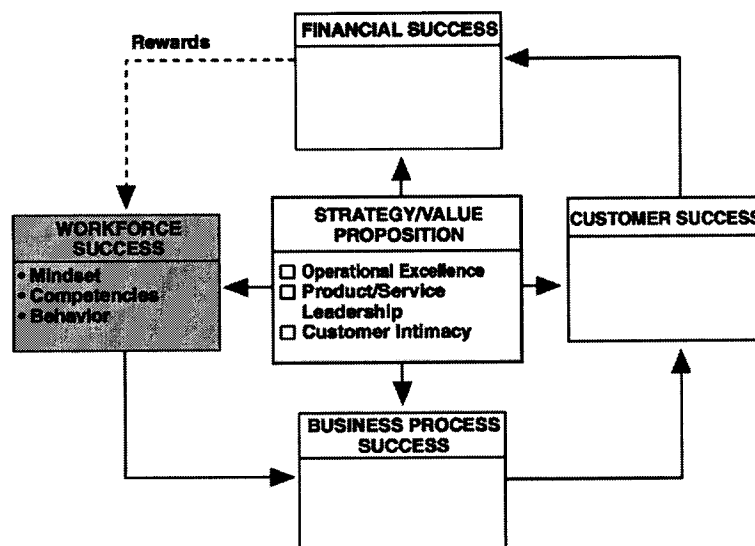 Rewards
FINANCIAL SUCCESS
WORKFORCE
SUCCESS
• Mindset
• Competencies
• Behavior
STRATEGY/VALUE
PROPOSITION
☐ Operational Excellence
☐ Product/Service
Leadership
☐ Customer Intimacy
CUSTOMER SUCCESS
BUSINESS PROCESS
SUCCESS